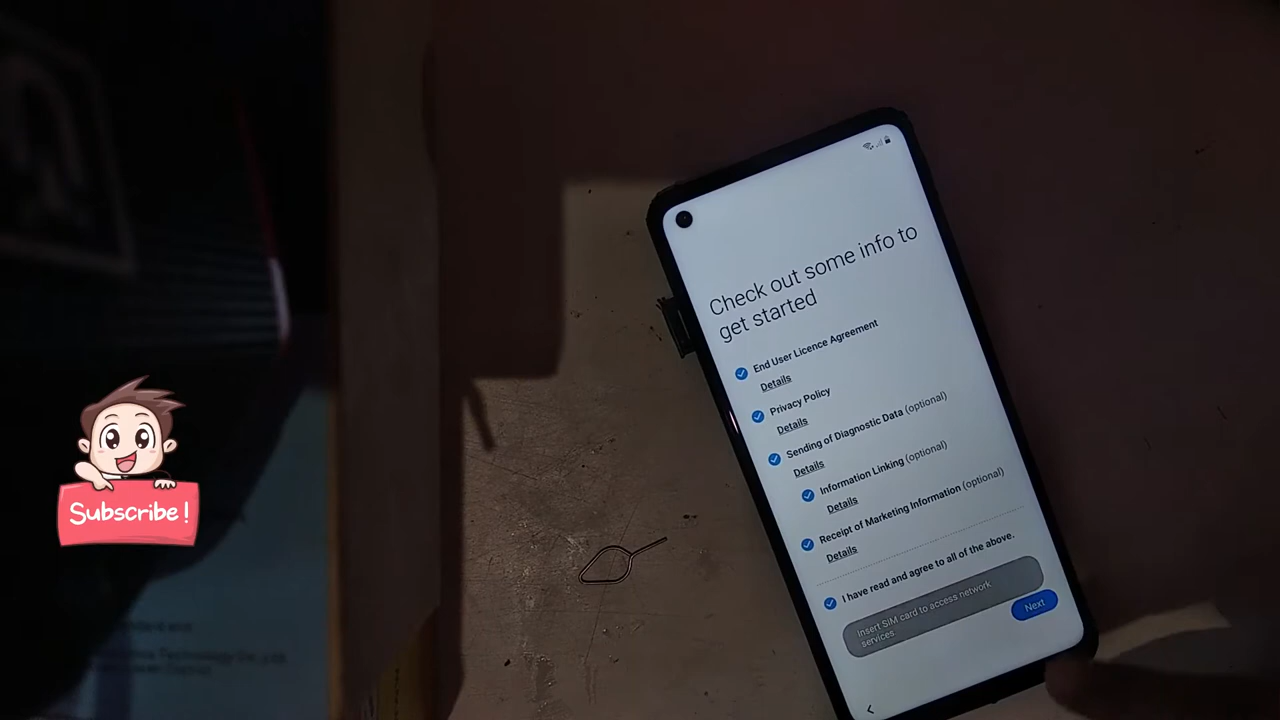 Check out some info to
get started
End User Licence Agreement
Details
Privacy Policy
Details
Sending of Diagnostic Data (optional)
Details
Information Linking (optional)
Details
Receipt of Marketing Information (optional)
Details
I have read and agree to all of the above.
Insert SIM card to access network
services
Next
Subscribe!